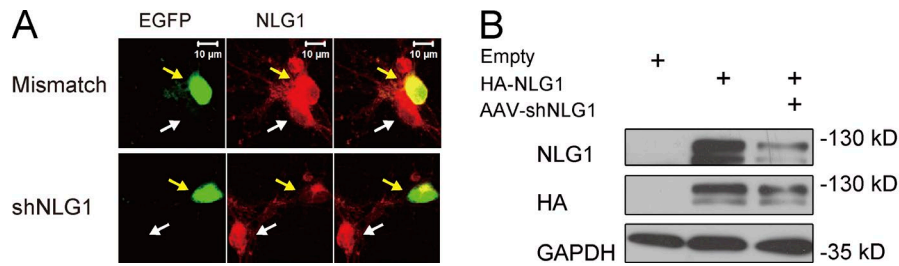 A
EGFP NLG1
10 μm 10 μm 10 μm
Mismatch
shNLG1
B
Empty +
HA-NLG1 + +
AAV-shNLG1 +
NLG1 -130 kD
HA -130 kD
GAPDH -35 kD